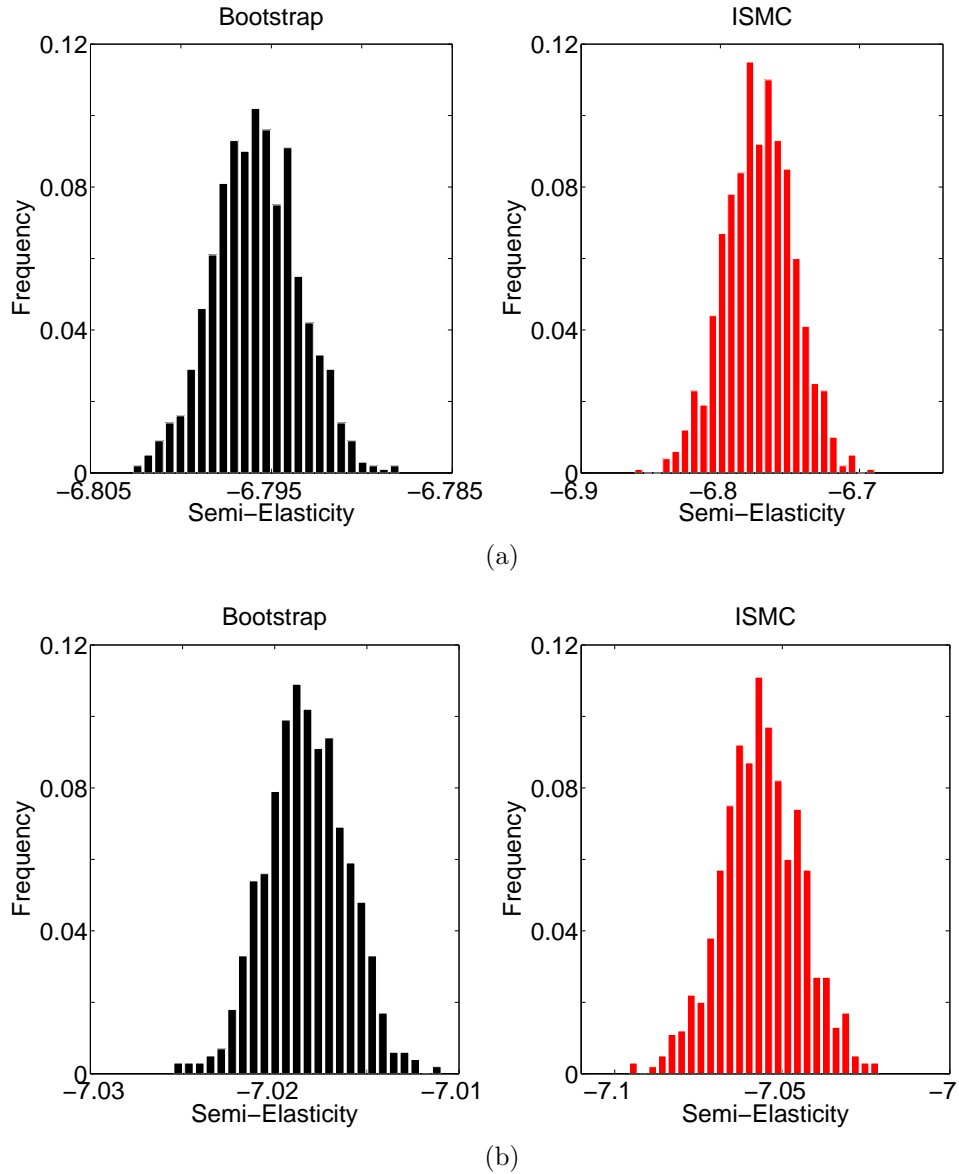 Bootstrap
0.12
0.08
0.04
0
Frequency
−6.805
−6.795
−6.785
Semi−Elasticity
ISMC
0.12
0.08
0.04
0
Frequency
−6.9
−6.8
−6.7
Semi−Elasticity
(a)
Bootstrap
0.12
0.08
0.04
0
Frequency
−7.03
−7.02
−7.01
Semi−Elasticity
ISMC
0.12
0.08
0.04
0
Frequency
−7.1
−7.05
−7
Semi−Elasticity
(b)